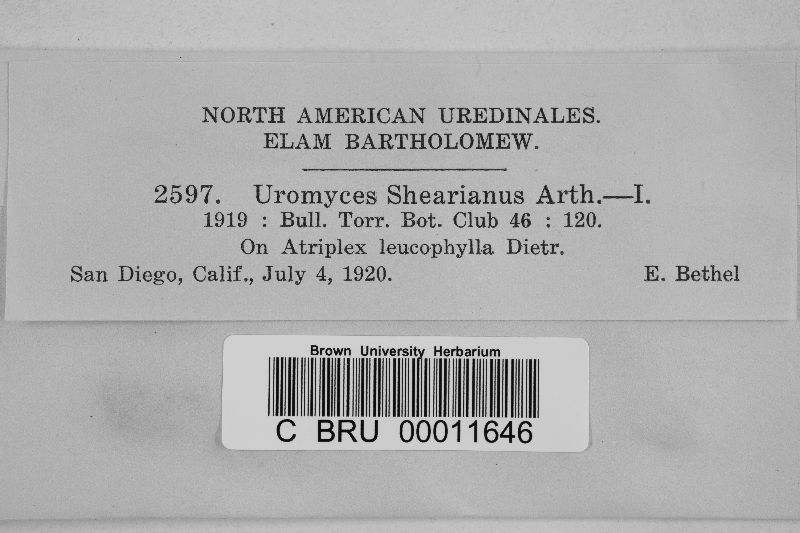 NORTH AMERICAN UREDINALES.
ELAM BARTHOLOMEW.
2597. Uromyces Shearianus Arth.—I.
1919 : Bull. Torr. Bot. Club 46 : 120.
On Atriplex leucophylla Dietr.
San Diego, Calif., July 4, 1920. E. Bethel
Brown University Herbarium
C BRU 00011646